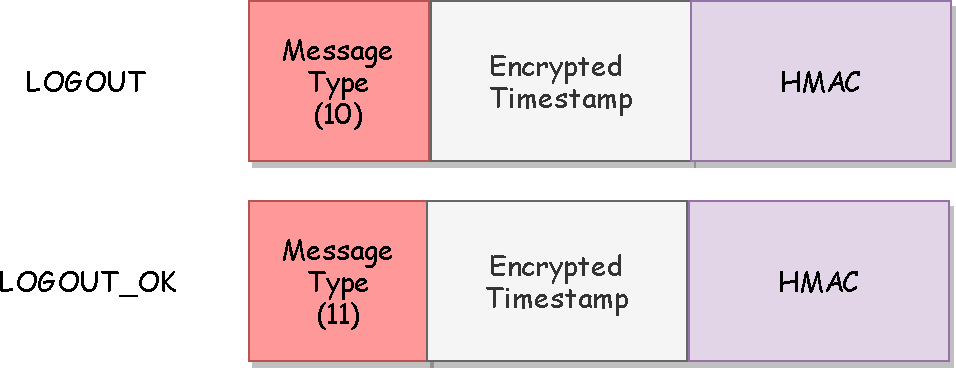 LOGOUT
Message
Type
(10)
Encrypted
Timestamp
HMAC
LOGOUT_OK
Message
Type
(11)
Encrypted
Timestamp
HMAC